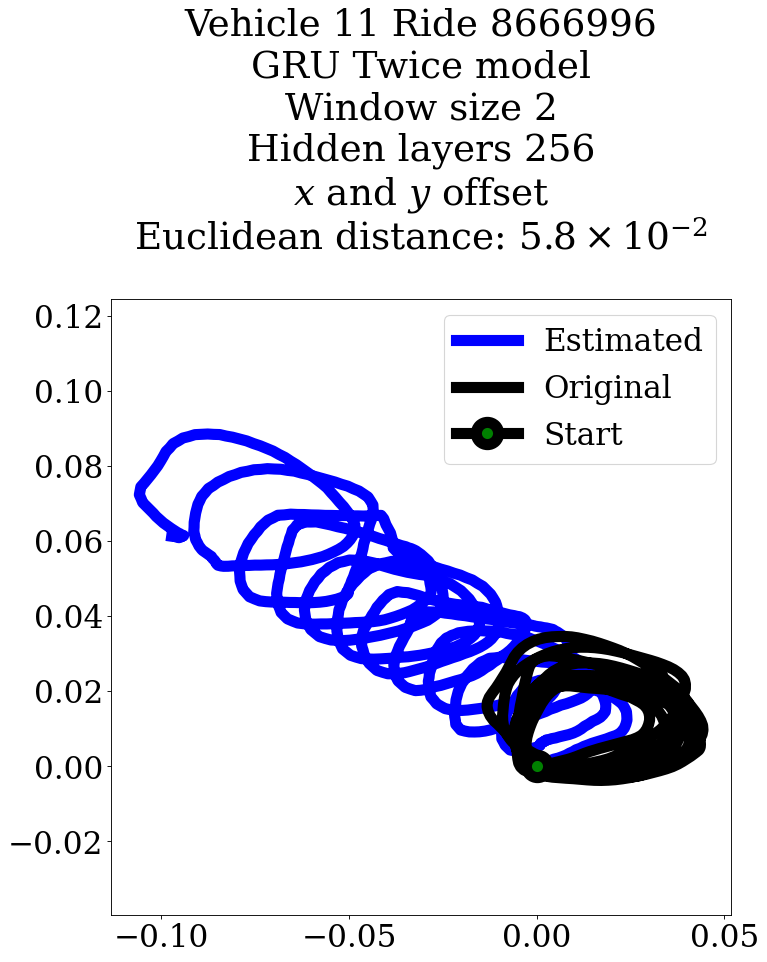 Vehicle 11 Ride 8666996
GRU Twice model
Window size 2
Hidden layers 256
x and y offset
Euclidean distance: 5.8 × 10⁻²
Estimated
Original
Start
0.12
0.10
0.08
0.06
0.04
0.02
0.00
−0.02
−0.10 −0.05 0.00 0.05